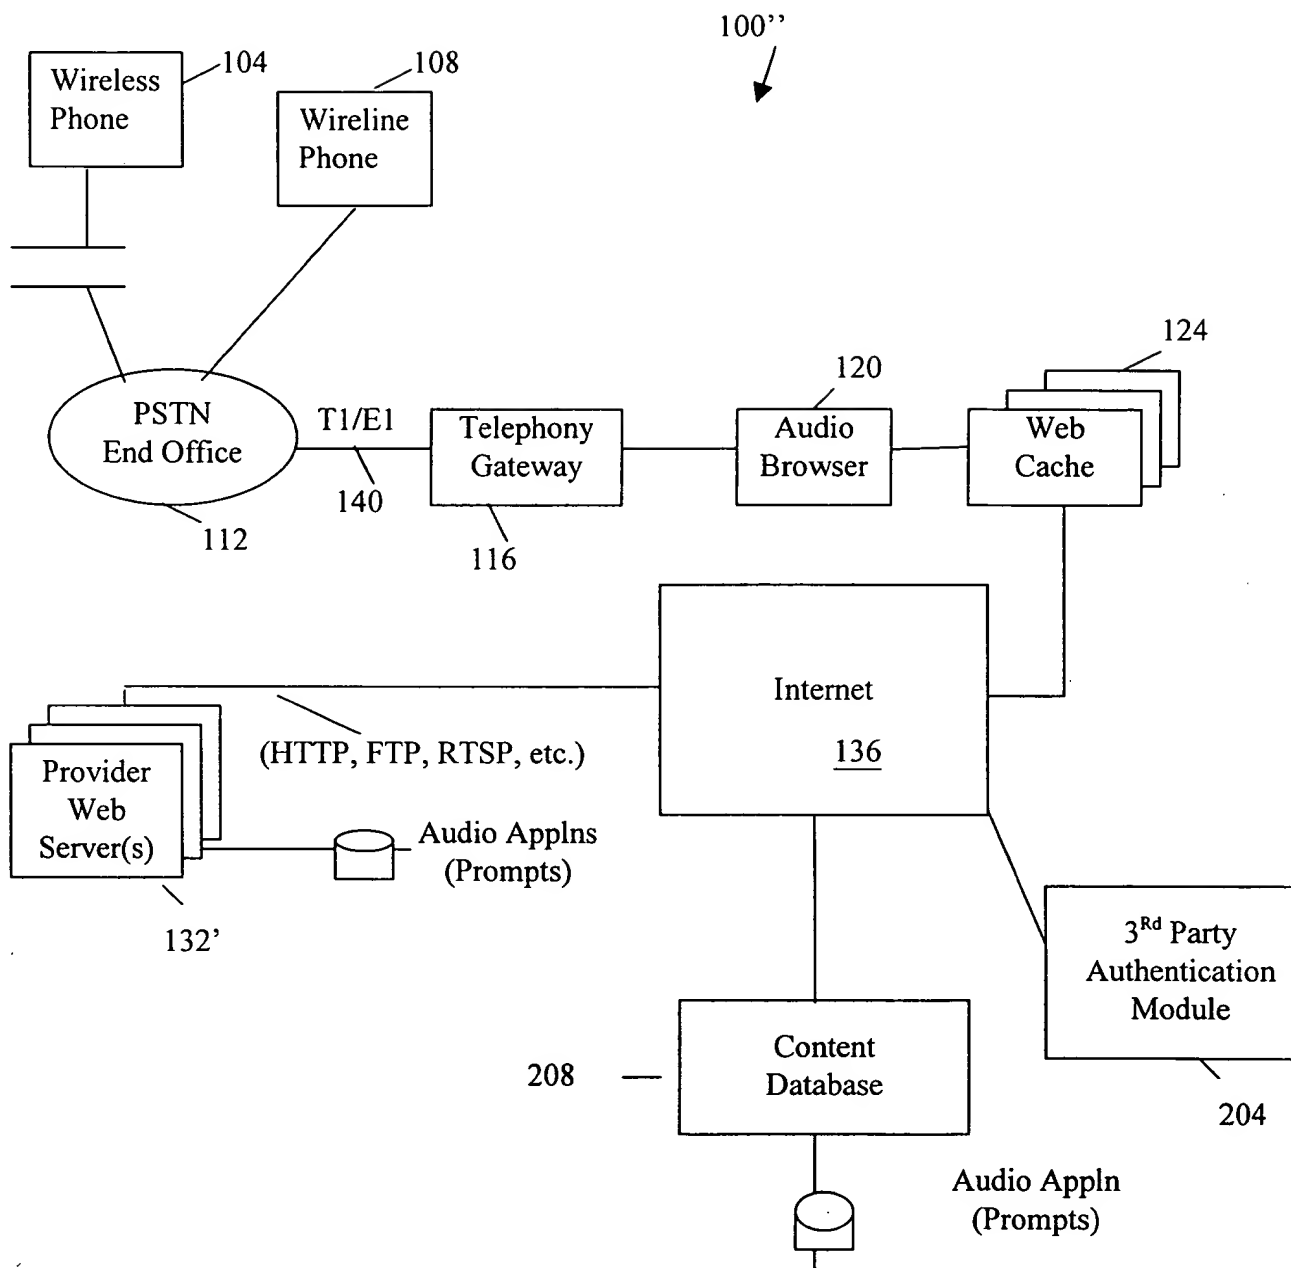 100’’
Wireless
Phone
104
108
Wireline
Phone
124
120
PSTN
End Office
T1/E1
140
112
Telephony
Gateway
116
Audio
Browser
Web
Cache
Internet
136
(HTTP, FTP, RTSP, etc.)
Provider
Web
Server(s)
132’
Audio Applns
(Prompts)
3Rd Party
Authentication
Module
204
Content
Database
208
Audio Appln
(Prompts)